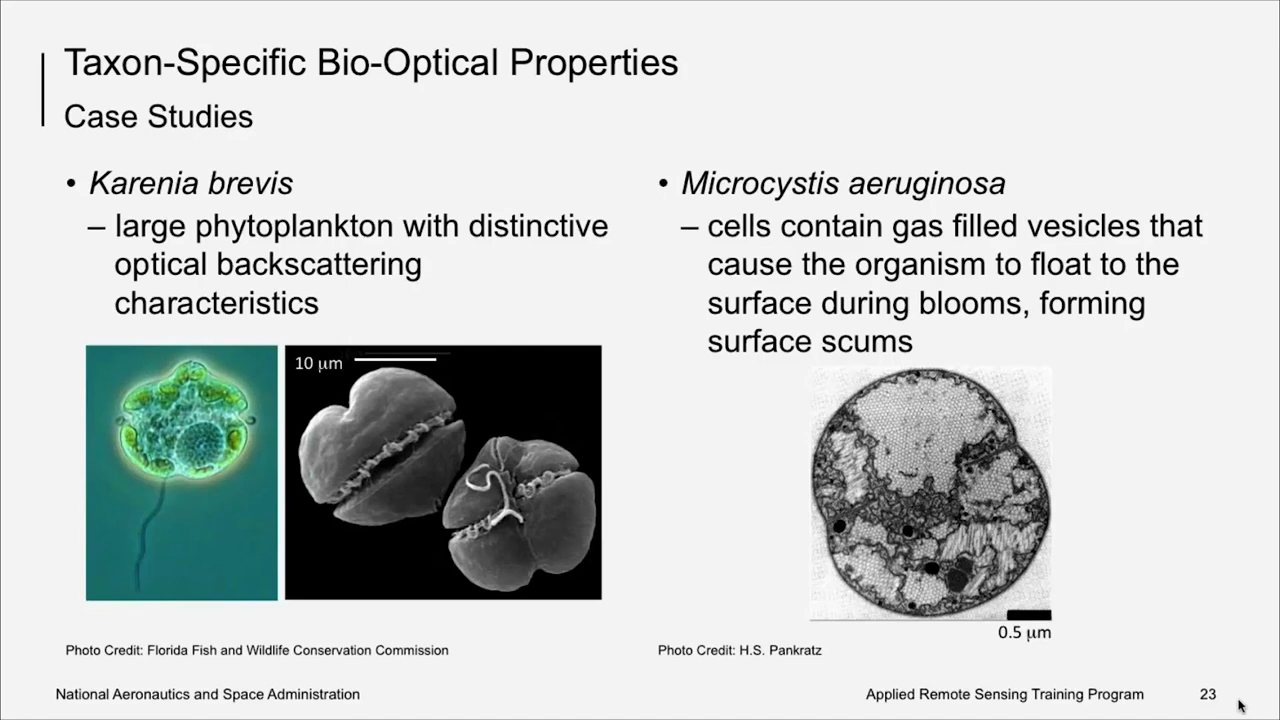 Taxon-Specific Bio-Optical Properties
Case Studies
• Karenia brevis
– large phytoplankton with distinctive
optical backscattering
characteristics
10 μm
Photo Credit: Florida Fish and Wildlife Conservation Commission
• Microcystis aeruginosa
– cells contain gas filled vesicles that
cause the organism to float to the
surface during blooms, forming
surface scums
0.5 μm
Photo Credit: H.S. Pankratz
National Aeronautics and Space Administration
Applied Remote Sensing Training Program
23